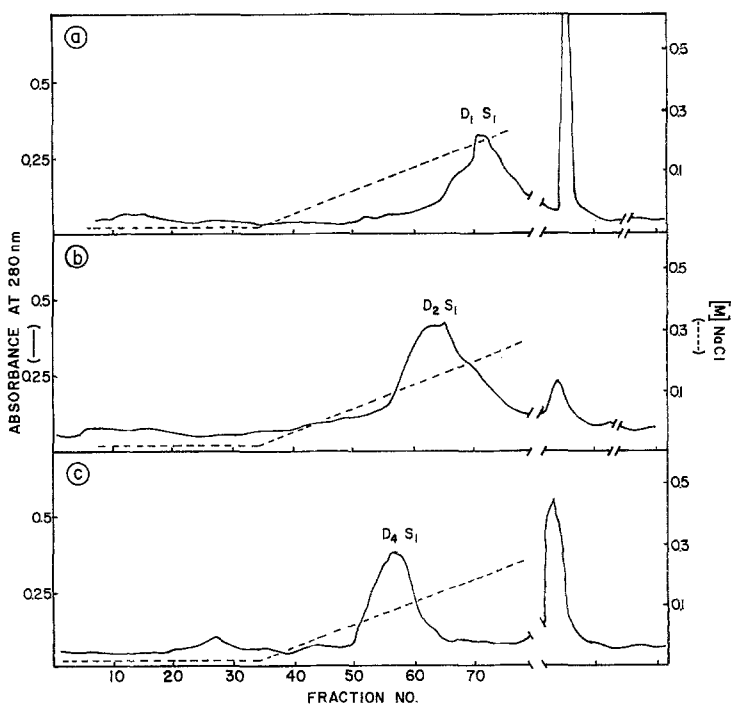 a
D₁ S₁
0.5
0.25
0.5
0.3
0.1
b
D₂ S₁
0.5
0.25
0.5
0.3
0.1
c
D₄ S₁
0.5
0.25
0.5
0.3
0.1
ABSORBANCE AT 280 nm
(—)
[M] NaCl
(----)
10 20 30 40 50 60 70
FRACTION NO.